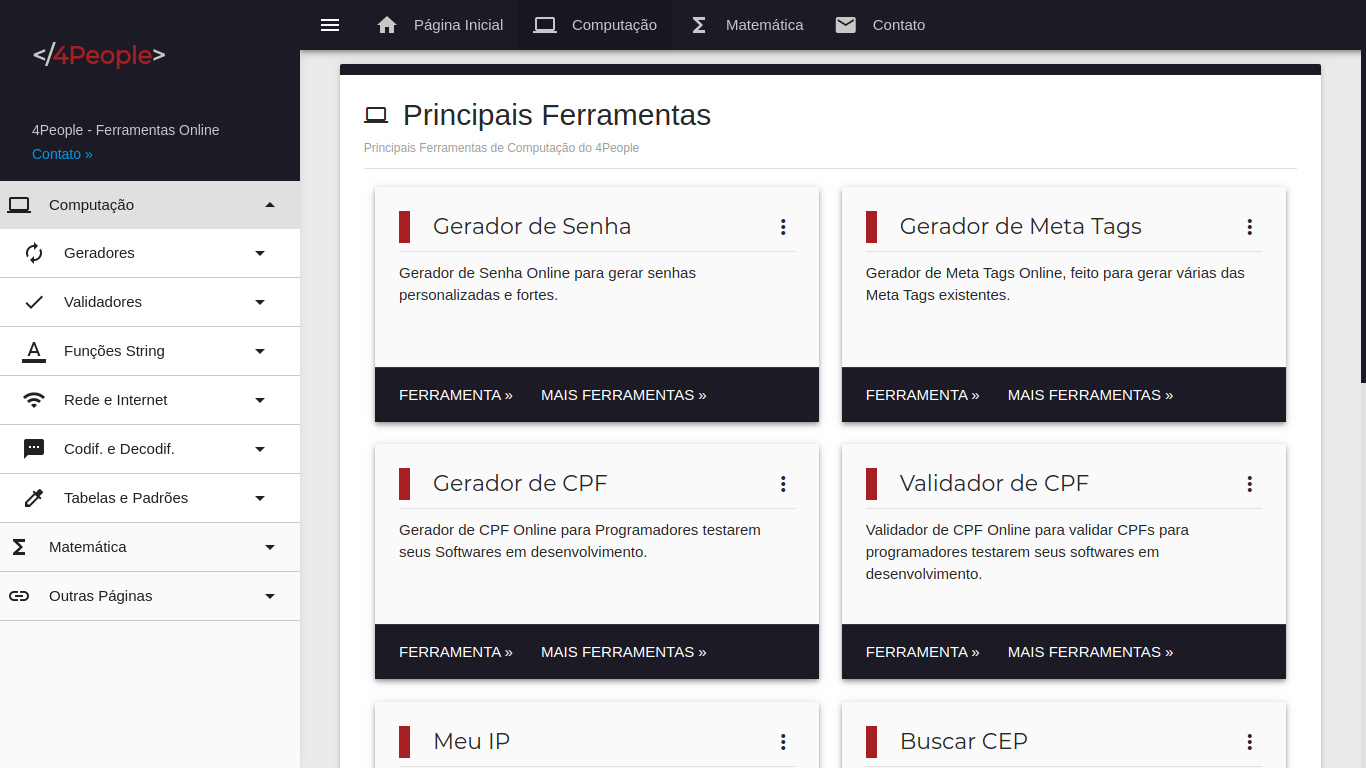 </4People>
4People - Ferramentas Online
Contato »
Computação
Geradores
Validadores
Funções String
Rede e Internet
Codif. e Decodif.
Tabelas e Padrões
Matemática
Outras Páginas
Página Inicial
Computação
Matemática
Contato
Principais Ferramentas
Principais Ferramentas de Computação do 4People
Gerador de Senha
Gerador de Senha Online para gerar senhas
personalizadas e fortes.
FERRAMENTA »
MAIS FERRAMENTAS »
Gerador de Meta Tags
Gerador de Meta Tags Online, feito para gerar várias das
Meta Tags existentes.
FERRAMENTA »
MAIS FERRAMENTAS »
Gerador de CPF
Gerador de CPF Online para Programadores testarem
seus Softwares em desenvolvimento.
FERRAMENTA »
MAIS FERRAMENTAS »
Validador de CPF
Validador de CPF Online para validar CPFs para
programadores testarem seus softwares em
desenvolvimento.
FERRAMENTA »
MAIS FERRAMENTAS »
Meu IP
Buscar CEP